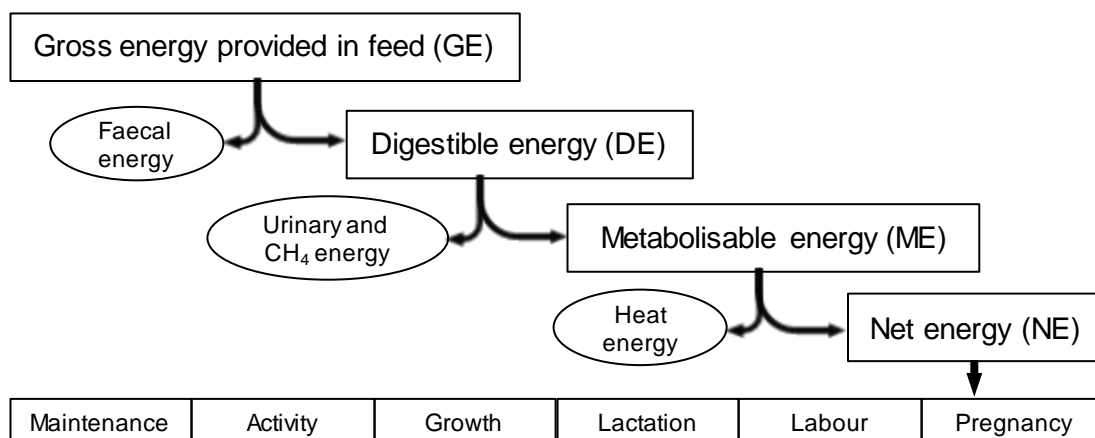 Gross energy provided in feed (GE)
Faecal
energy
Digestible energy (DE)
Urinary and
CH₄ energy
Metabolisable energy (ME)
Heat
energy
Net energy (NE)
Maintenance
Activity
Growth
Lactation
Labour
Pregnancy